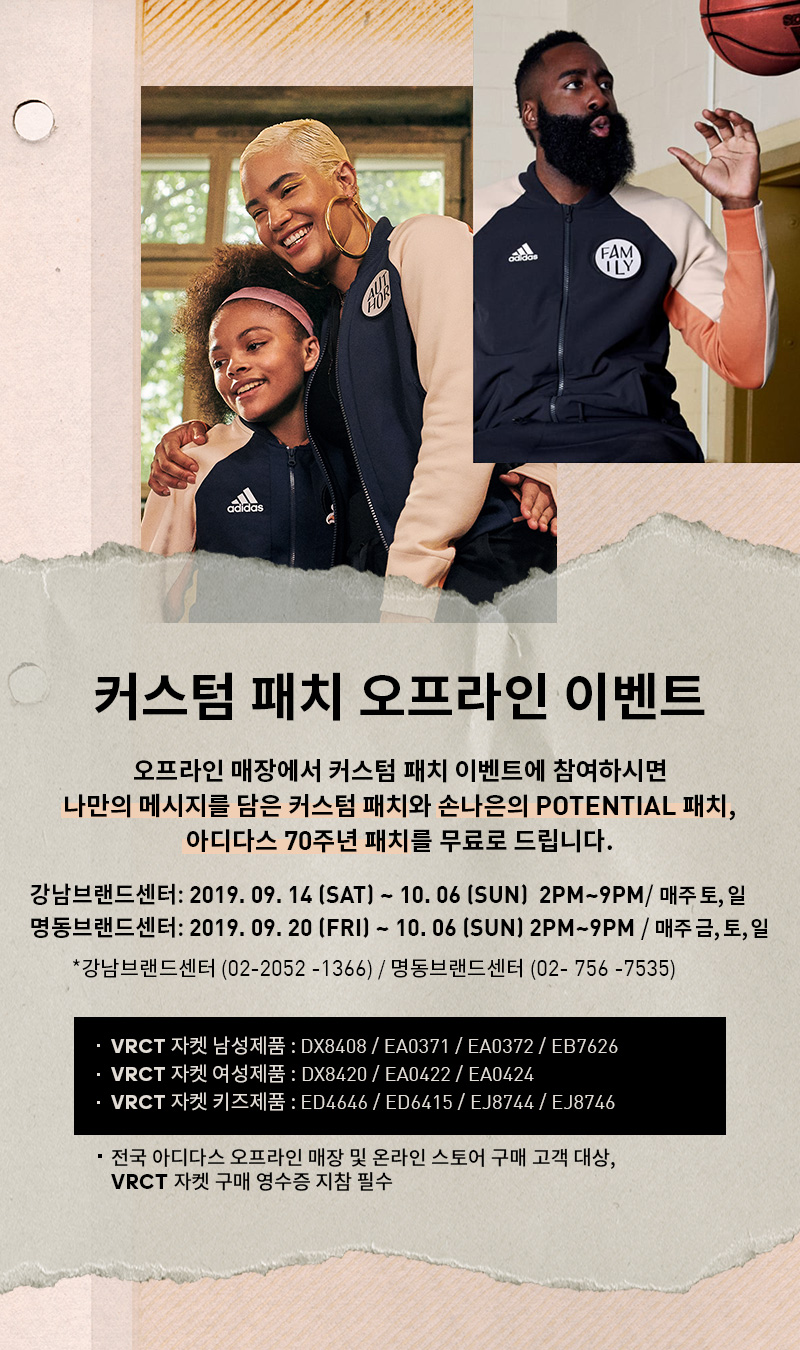 adidas
FAM
ILY
AUT
HOR
adidas
커스텀 패치 오프라인 이벤트
오프라인 매장에서 커스텀 패치 이벤트에 참여하시면
나만의 메시지를 담은 커스텀 패치와 손나은의 POTENTIAL 패치,
아디다스 70주년 패치를 무료로 드립니다.
강남브랜드센터: 2019. 09. 14 (SAT) ~ 10. 06 (SUN) 2PM~9PM/ 매주 토, 일
명동브랜드센터: 2019. 09. 20 (FRI) ~ 10. 06 (SUN) 2PM~9PM / 매주 금, 토, 일
*강남브랜드센터 (02-2052 -1366) / 명동브랜드센터 (02- 756 -7535)
· VRCT 자켓 남성제품 : DX8408 / EA0371 / EA0372 / EB7626
· VRCT 자켓 여성제품 : DX8420 / EA0422 / EA0424
· VRCT 자켓 키즈제품 : ED4646 / ED6415 / EJ8744 / EJ8746
· 전국 아디다스 오프라인 매장 및 온라인 스토어 구매 고객 대상,
VRCT 자켓 구매 영수증 지참 필수